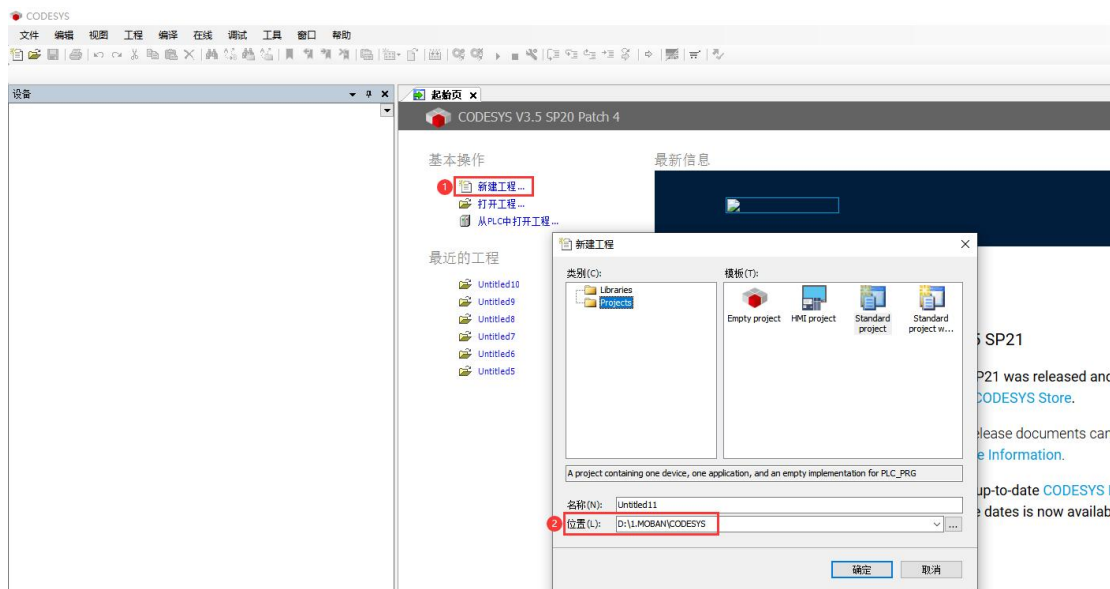 CODESYS
文件 编辑 视图 工程 编译 在线 调试 工具 窗口 帮助
设备
起始页
CODESYS V3.5 SP20 Patch 4
基本操作
最新信息
1 新建工程...
打开工程...
从PLC中打开工程...
最近的工程
Untitled10
Untitled9
Untitled8
Untitled7
Untitled6
Untitled5
新建工程
类别(C):
模板(T):
Libraries
Projects
Empty project
HMI project
Standard project
Standard project w...
A project containing one device, one application, and an empty implementation for PLC_PRG
名称(N): Untitled11
2 位置(L): D:\1.MOBAN\CODESYS
...
确定 取消
SP21
P21 was released and
CODESYS Store.
lease documents can
e Information.
up-to-date CODESYS
dates is now availab